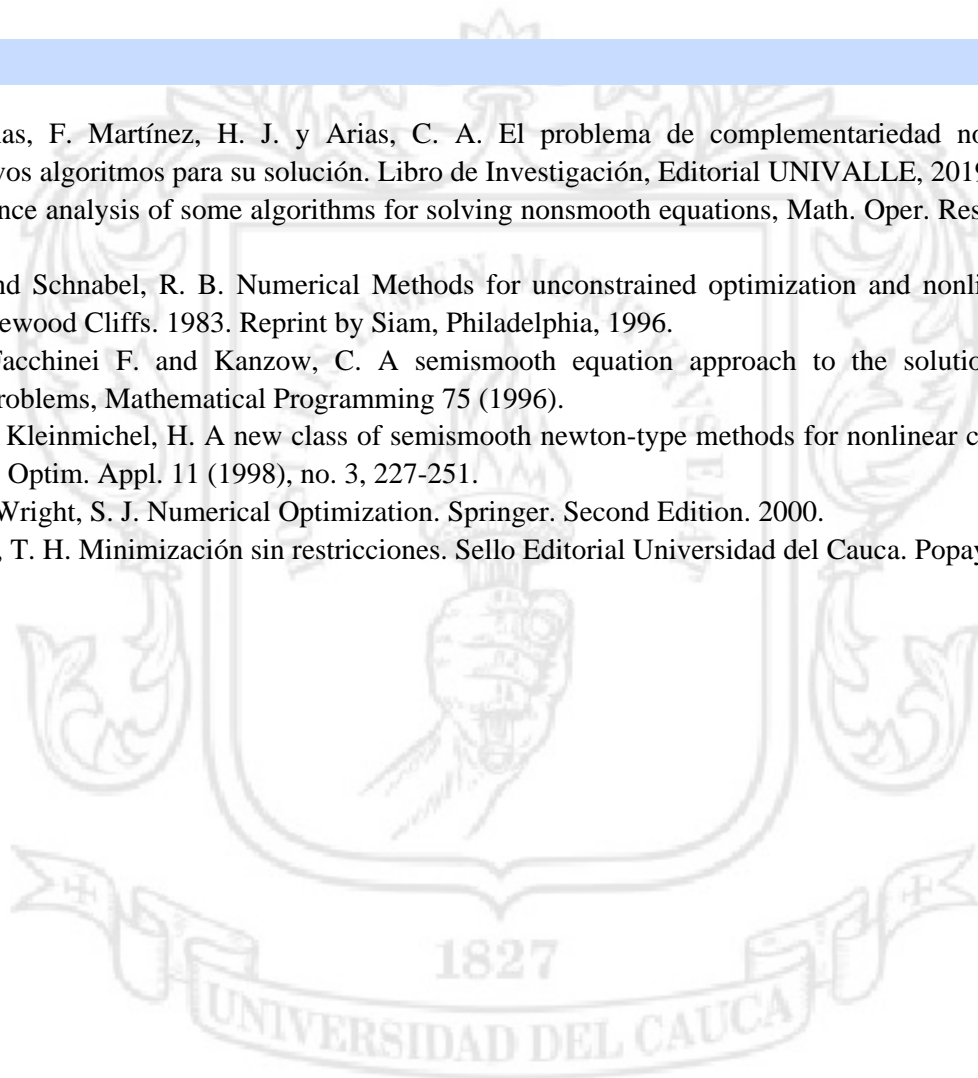 as, F. Martínez, H. J. y Arias, C. A. El problema de complementariedad no
vos algoritmos para su solución. Libro de Investigación, Editorial UNIVALLE, 2019
nce analysis of some algorithms for solving nonsmooth equations, Math. Oper. Res
nd Schnabel, R. B. Numerical Methods for unconstrained optimization and nonli
ewood Cliffs. 1983. Reprint by Siam, Philadelphia, 1996.
acchinei F. and Kanzow, C. A semismooth equation approach to the solutio
roblems, Mathematical Programming 75 (1996).
Kleinmichel, H. A new class of semismooth newton-type methods for nonlinear c
Optim. Appl. 11 (1998), no. 3, 227-251.
Wright, S. J. Numerical Optimization. Springer. Second Edition. 2000.
, T. H. Minimización sin restricciones. Sello Editorial Universidad del Cauca. Popay
1827
UNIVERSIDAD DEL CAUCA